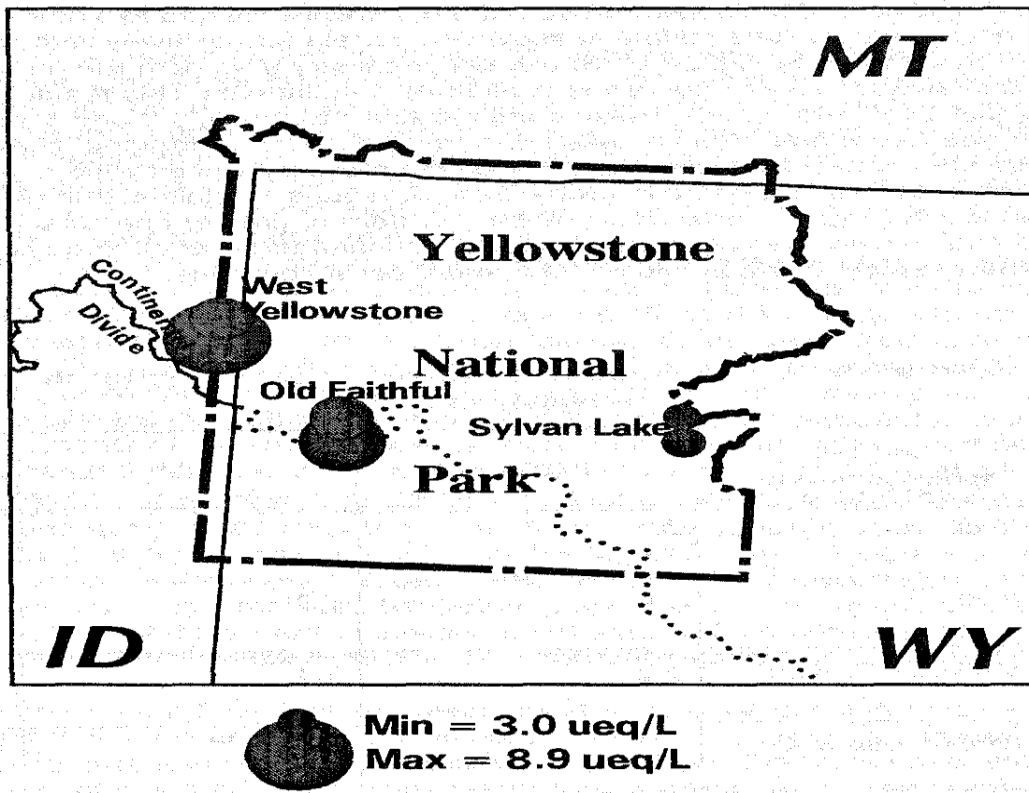 MT
Yellowstone
West
Yellowstone
Continental
Divide
National
Old Faithful
Sylvan Lake
Park
ID
WY
Min = 3.0 ueq/L
Max = 8.9 ueq/L